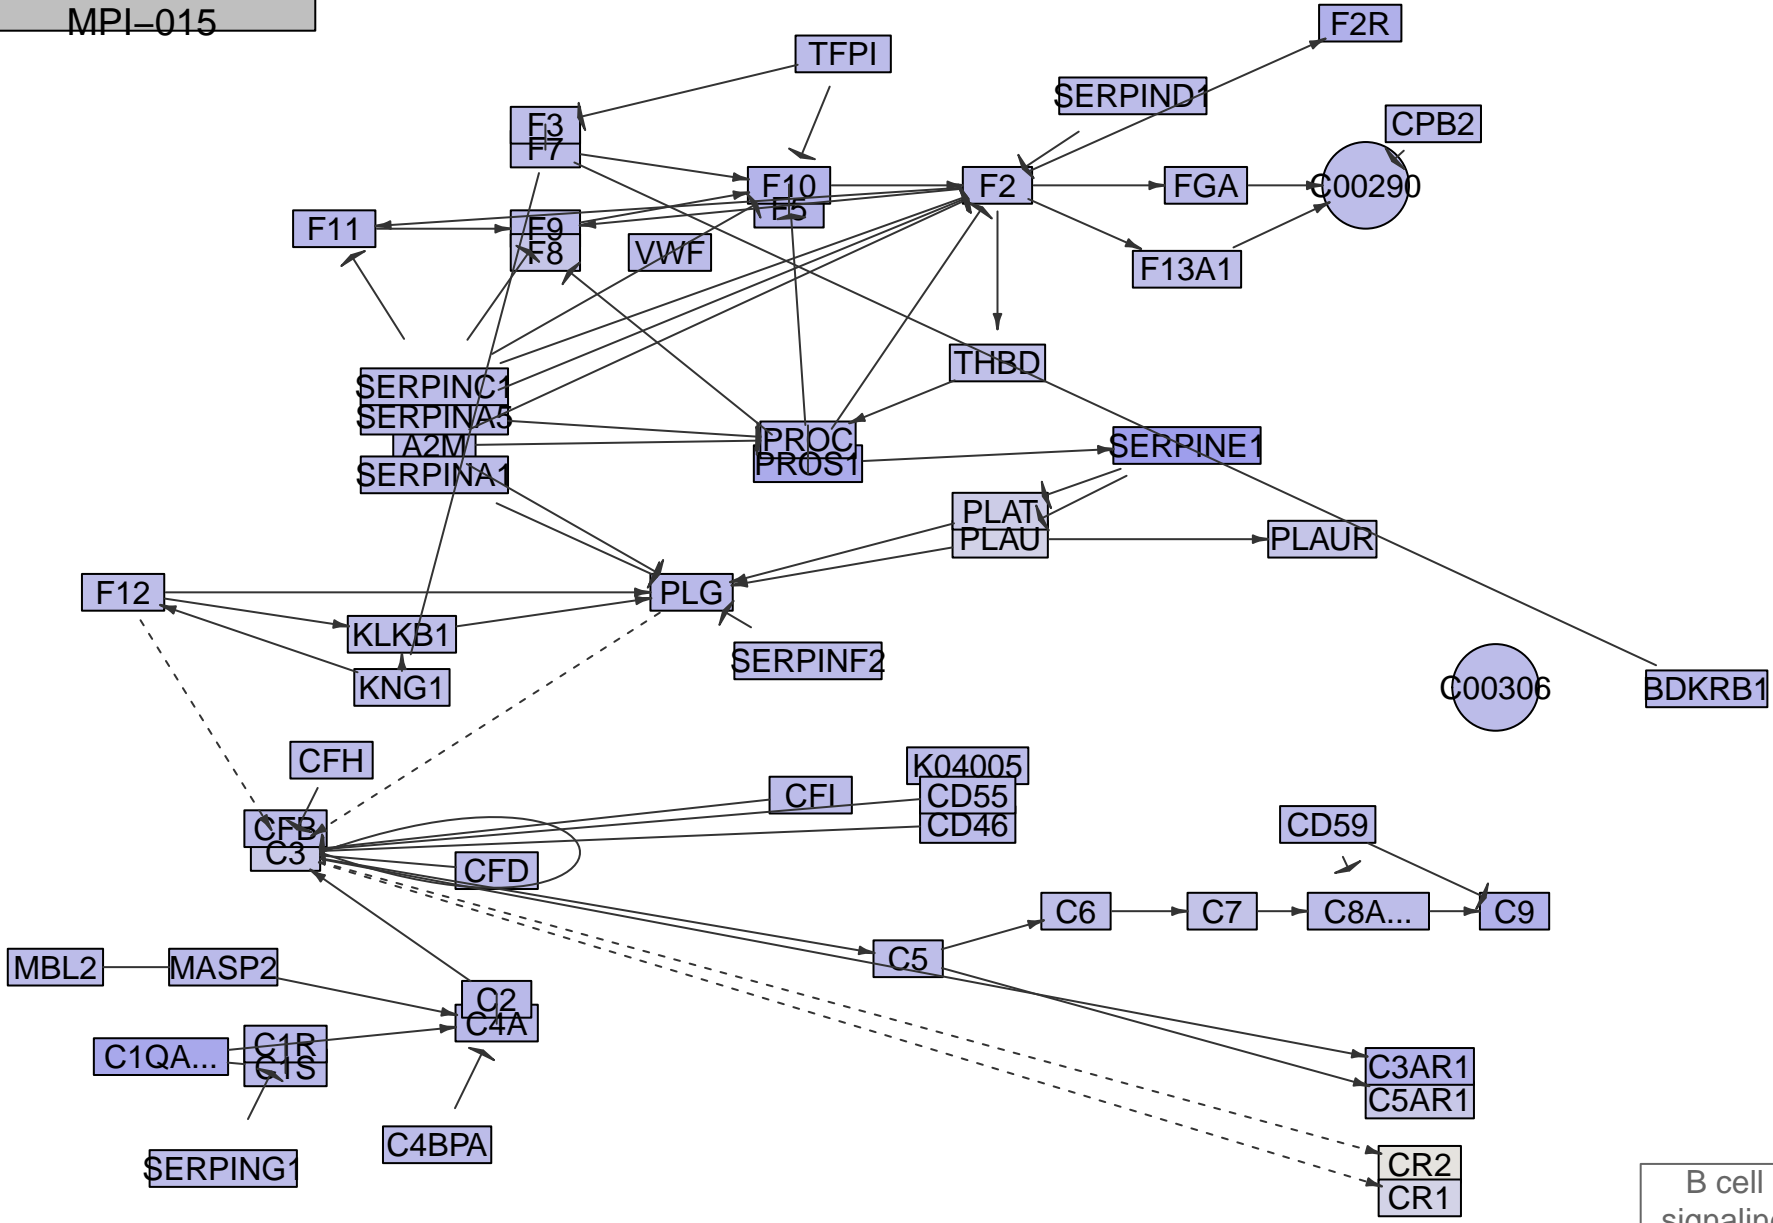 MPI–015
F2R
TFPI
SERPIND1
CPB2
F3
F7
F10
F5
F2
FGA
C00290
F11
F9
F8
VWF
F13A1
THBD
SERPINC1
SERPINA5
A2M
SERPINA1
PROC
PROS1
SERPINE1
PLAT
PLAU
PLAUR
F12
PLG
KLKB1
SERPINF2
KNG1
C00306
BDKRB1
CFH
K04005
CFI
CD55
CD46
CFB
C3
CD59
CFD
C6
C7
C8A...
C9
C5
MBL2
MASP2
C2
C4A
C1QA...
C1R
C1S
C3AR1
C5AR1
C4BPA
SERPING1
CR2
CR1
B cell
signaling